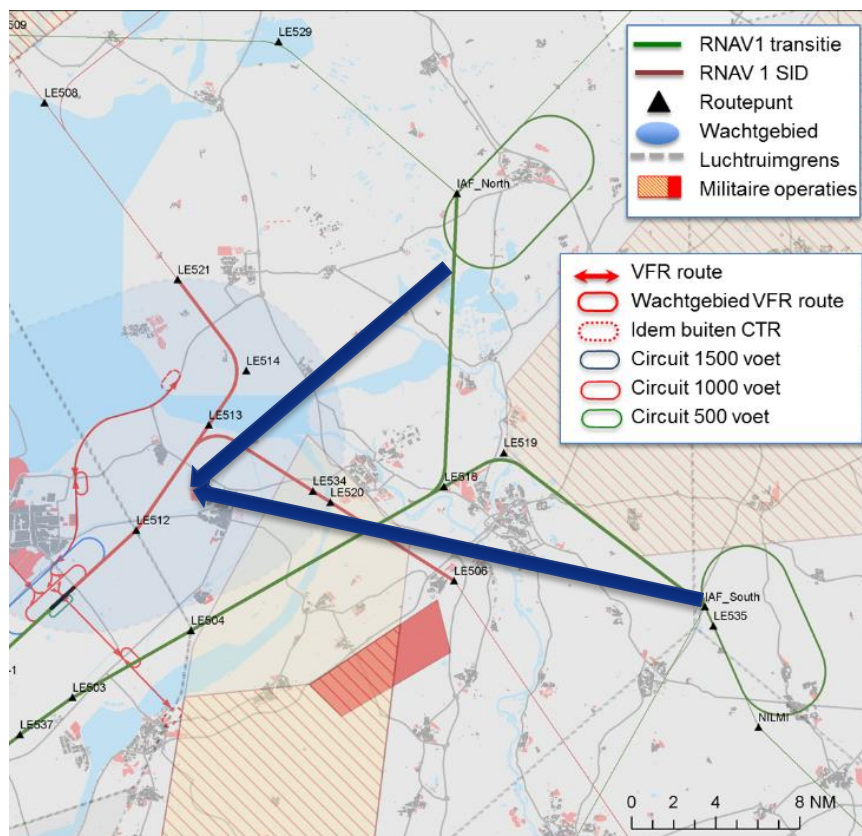 509
LE529
LE508
IAF_North
LE521
LE514
LE513
LE519
LE534
LE518
LE520
LE512
LE506
IAF_South
LE535
LE504
LE503
LE537
NILMI
-1
RNAV1 transitie
RNAV 1 SID
Routepunt
Wachtgebied
Luchtruimgrens
Militaire operaties
VFR route
Wachtgebied VFR route
Idem buiten CTR
Circuit 1500 voet
Circuit 1000 voet
Circuit 500 voet
0 2 4 8 NM